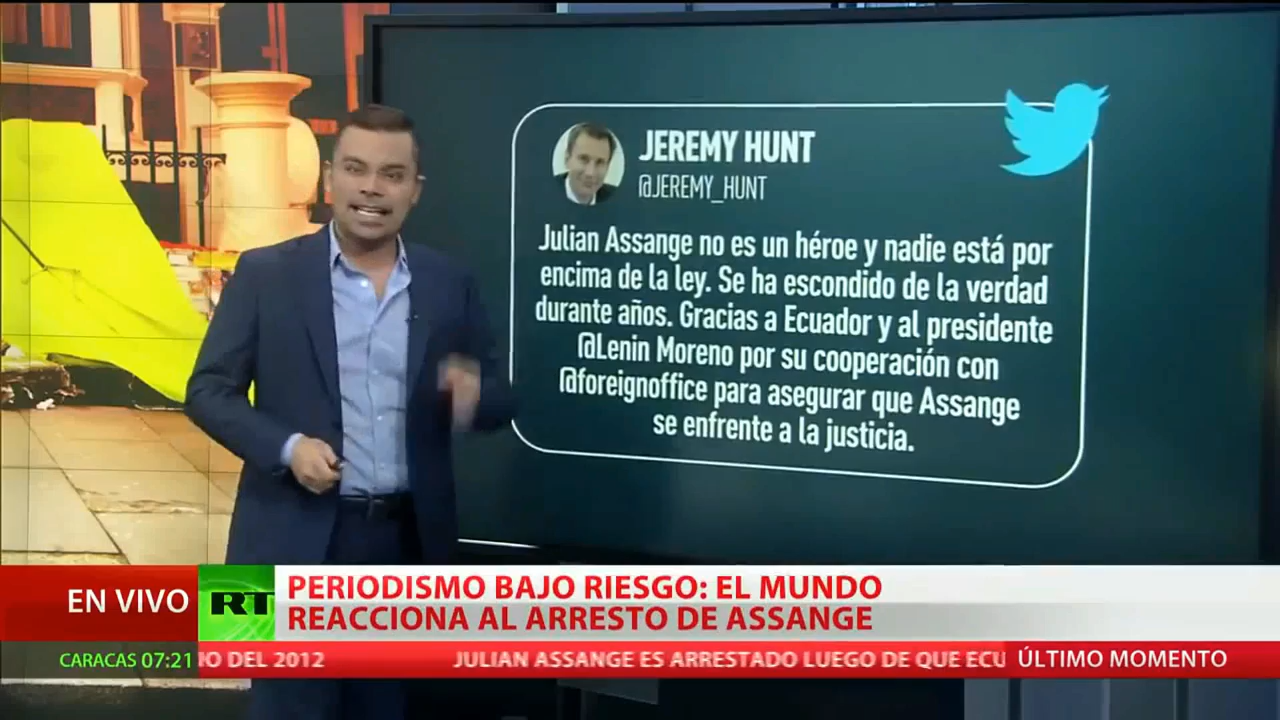 JEREMY HUNT
@JEREMY_HUNT
Julian Assange no es un héroe y nadie está por
encima de la ley. Se ha escondido de la verdad
durante años. Gracias a Ecuador y al presidente
@Lenin Moreno por su cooperación con
@foreignoffice para asegurar que Assange
se enfrente a la justicia.
EN VIVO
RT
PERIODISMO BAJO RIESGO: EL MUNDO
REACCIONA AL ARRESTO DE ASSANGE
CARACAS 07:21
DEL 2012 JULIAN ASSANGE ES ARRESTADO LUEGO DE QUE
ÚLTIMO MOMENTO